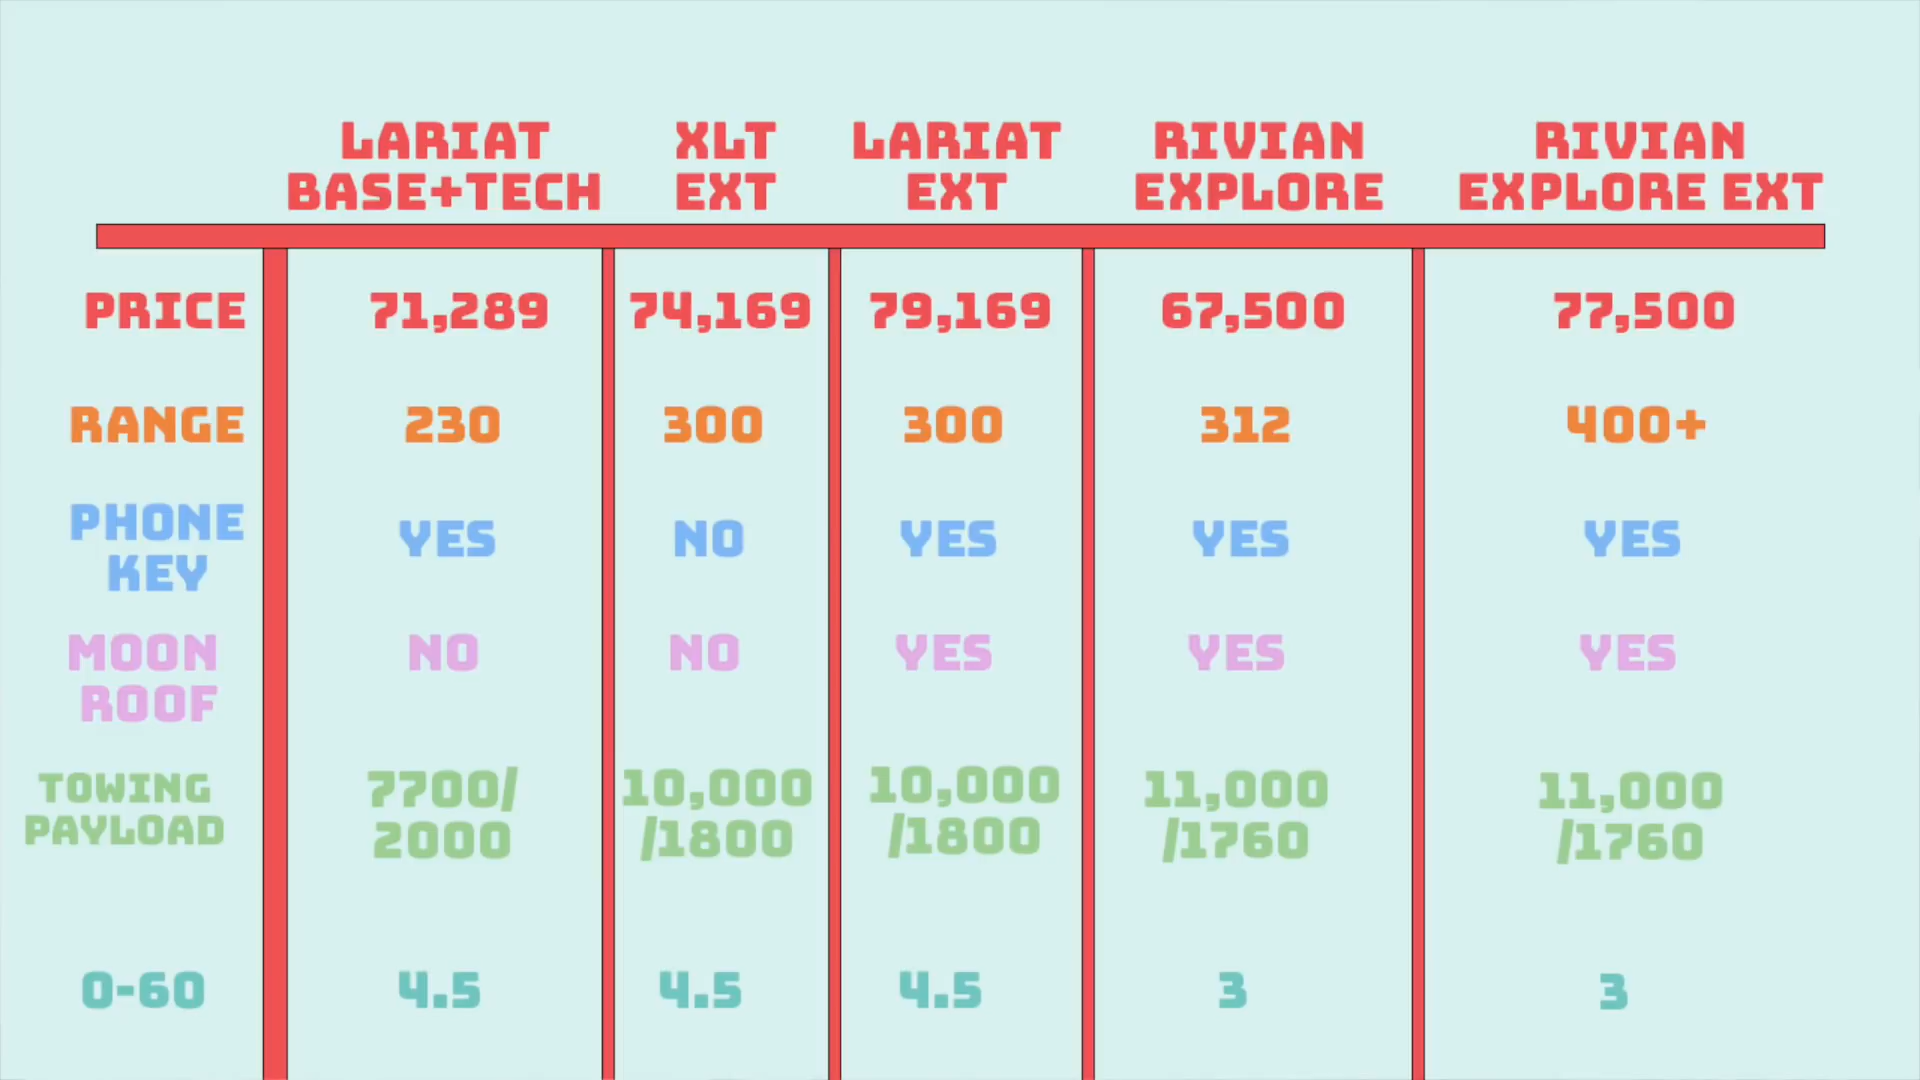 LARIAT BASE+TECH
XLT EXT
LARIAT EXT
RIVIAN EXPLORE
RIVIAN EXPLORE EXT
PRICE 71,289 74,169 79,169 67,500 77,500
RANGE 230 300 300 312 400+
PHONE KEY YES NO YES YES YES
MOON ROOF NO NO YES YES YES
TOWING PAYLOAD 7700/2000 10,000/1800 10,000/1800 11,000/1760 11,000/1760
0-60 4.5 4.5 4.5 3 3